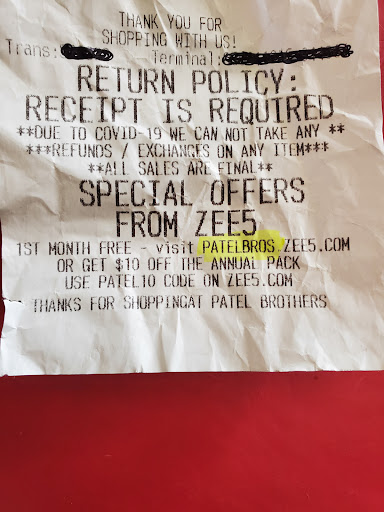 THANK YOU FOR
SHOPPING WITH US!
Trans: Terminal:
RETURN POLICY:
RECEIPT IS REQUIRED
**DUE TO COVID-19 WE CAN NOT TAKE ANY **
***REFUNDS / EXCHANGES ON ANY ITEM***
**ALL SALES ARE FINAL**
SPECIAL OFFERS
FROM ZEE5
1ST MONTH FREE - visit PATELBROS.ZEE5.COM
OR GET $10 OFF THE ANNUAL PACK
USE PATEL10 CODE ON ZEE5.COM
THANKS FOR SHOPPINGAT PATEL BROTHERS